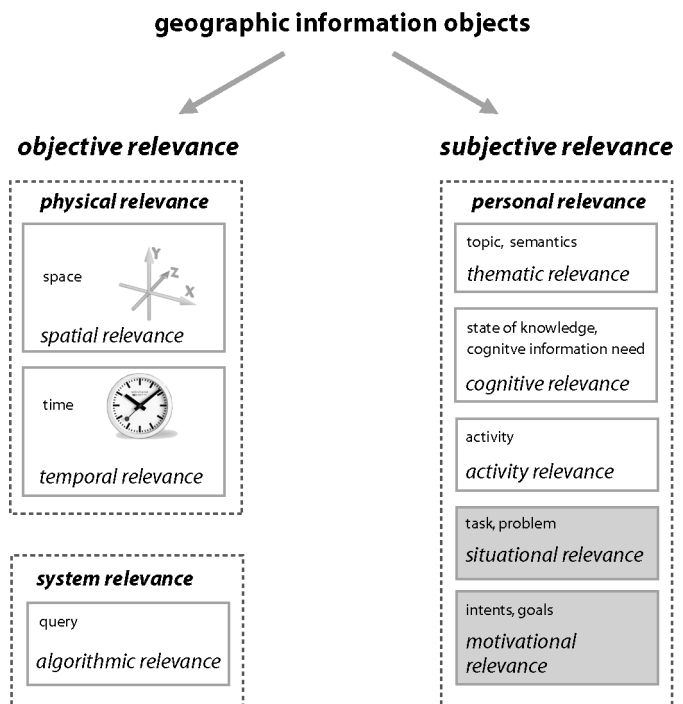 geographic information objects
objective relevance
physical relevance
space
Y
Z
X
spatial relevance
time
temporal relevance
system relevance
query
algorithmic relevance
subjective relevance
personal relevance
topic, semantics
thematic relevance
state of knowledge,
cognitve information need
cognitive relevance
activity
activity relevance
task, problem
situational relevance
intents, goals
motivational
relevance